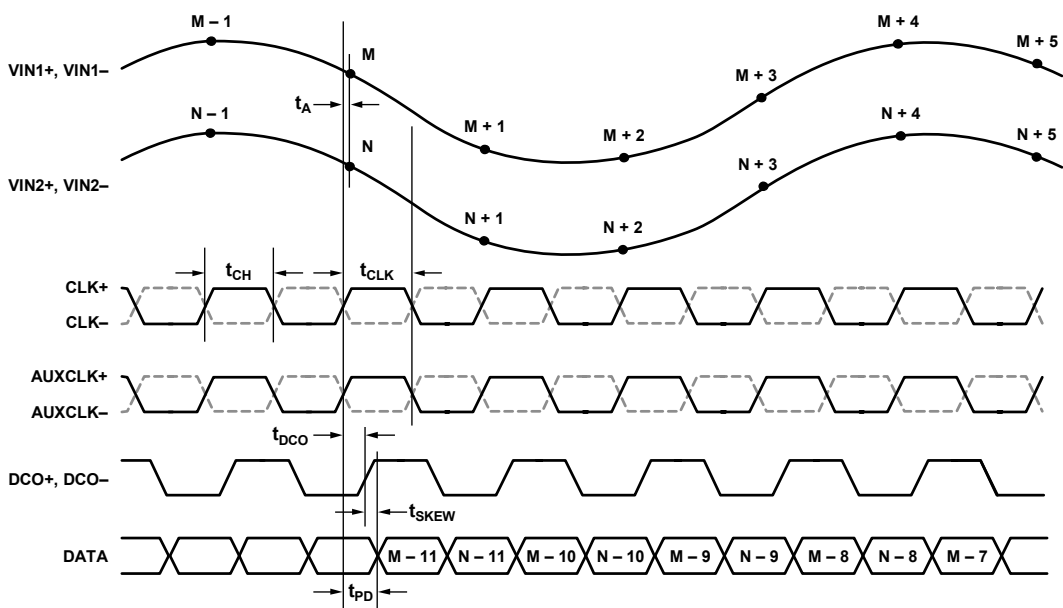 M – 1
M
M + 1
M + 2
M + 3
M + 4
M + 5
VIN1+, VIN1–
tA
N – 1
N
N + 1
N + 2
N + 3
N + 4
N + 5
VIN2+, VIN2–
tCH
tCLK
CLK+
CLK–
AUXCLK+
AUXCLK–
tDCO
DCO+, DCO–
tSKEW
DATA
M – 11
N – 11
M – 10
N – 10
M – 9
N – 9
M – 8
N – 8
M – 7
tPD